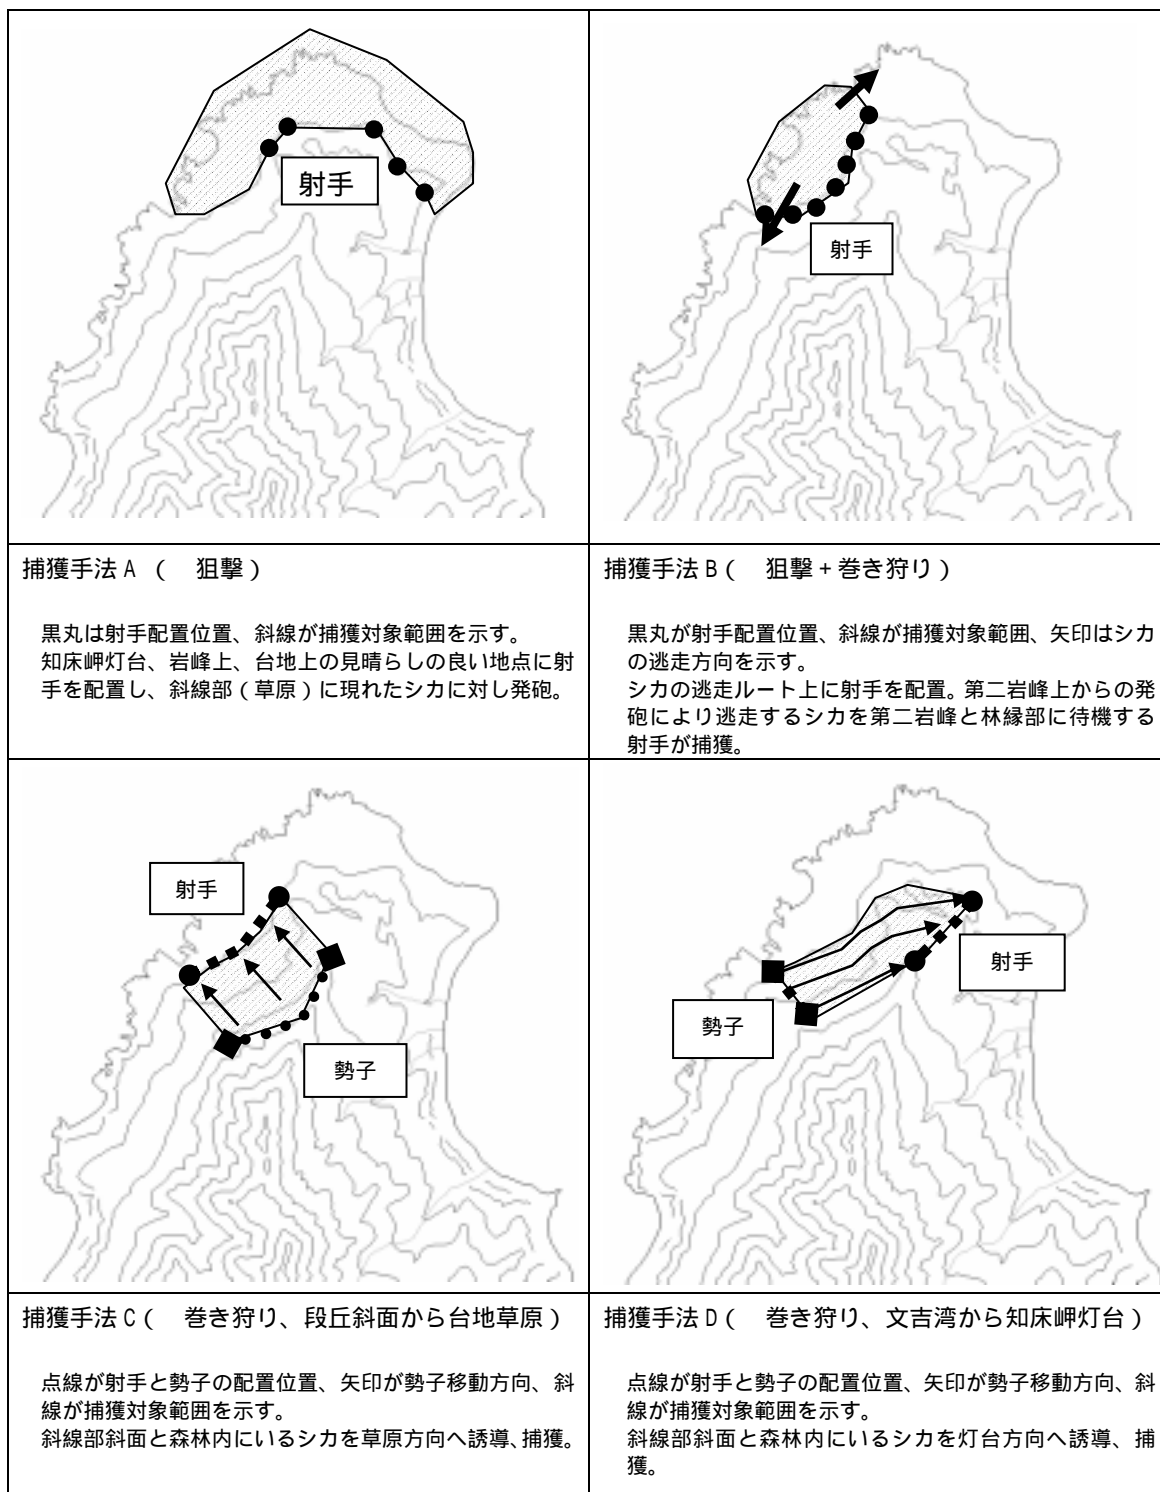 射手
射手
捕獲手法 A （　狙撃）
黒丸は射手配置位置、斜線が捕獲対象範囲を示す。
知床岬灯台、岩峰上、台地上の見晴らしの良い地点に射
手を配置し、斜線部（草原）に現れたシカに対し発砲。
捕獲手法 B（　狙撃+巻き狩り）
黒丸が射手配置位置、斜線が捕獲対象範囲、矢印はシカ
の逃走方向を示す。
シカの逃走ルート上に射手を配置。第二岩峰上からの発
砲により逃走するシカを第二岩峰と林縁部に待機する
射手が捕獲。
射手
勢子
射手
勢子
捕獲手法 C（　巻き狩り、段丘斜面から台地草原）
点線が射手と勢子の配置位置、矢印が勢子移動方向、斜
線が捕獲対象範囲を示す。
斜線部斜面と森林内にいるシカを草原方向へ誘導、捕獲。
捕獲手法 D（　巻き狩り、文吉湾から知床岬灯台）
点線が射手と勢子の配置位置、矢印が勢子移動方向、斜
線が捕獲対象範囲を示す。
斜線部斜面と森林内にいるシカを灯台方向へ誘導、捕
獲。